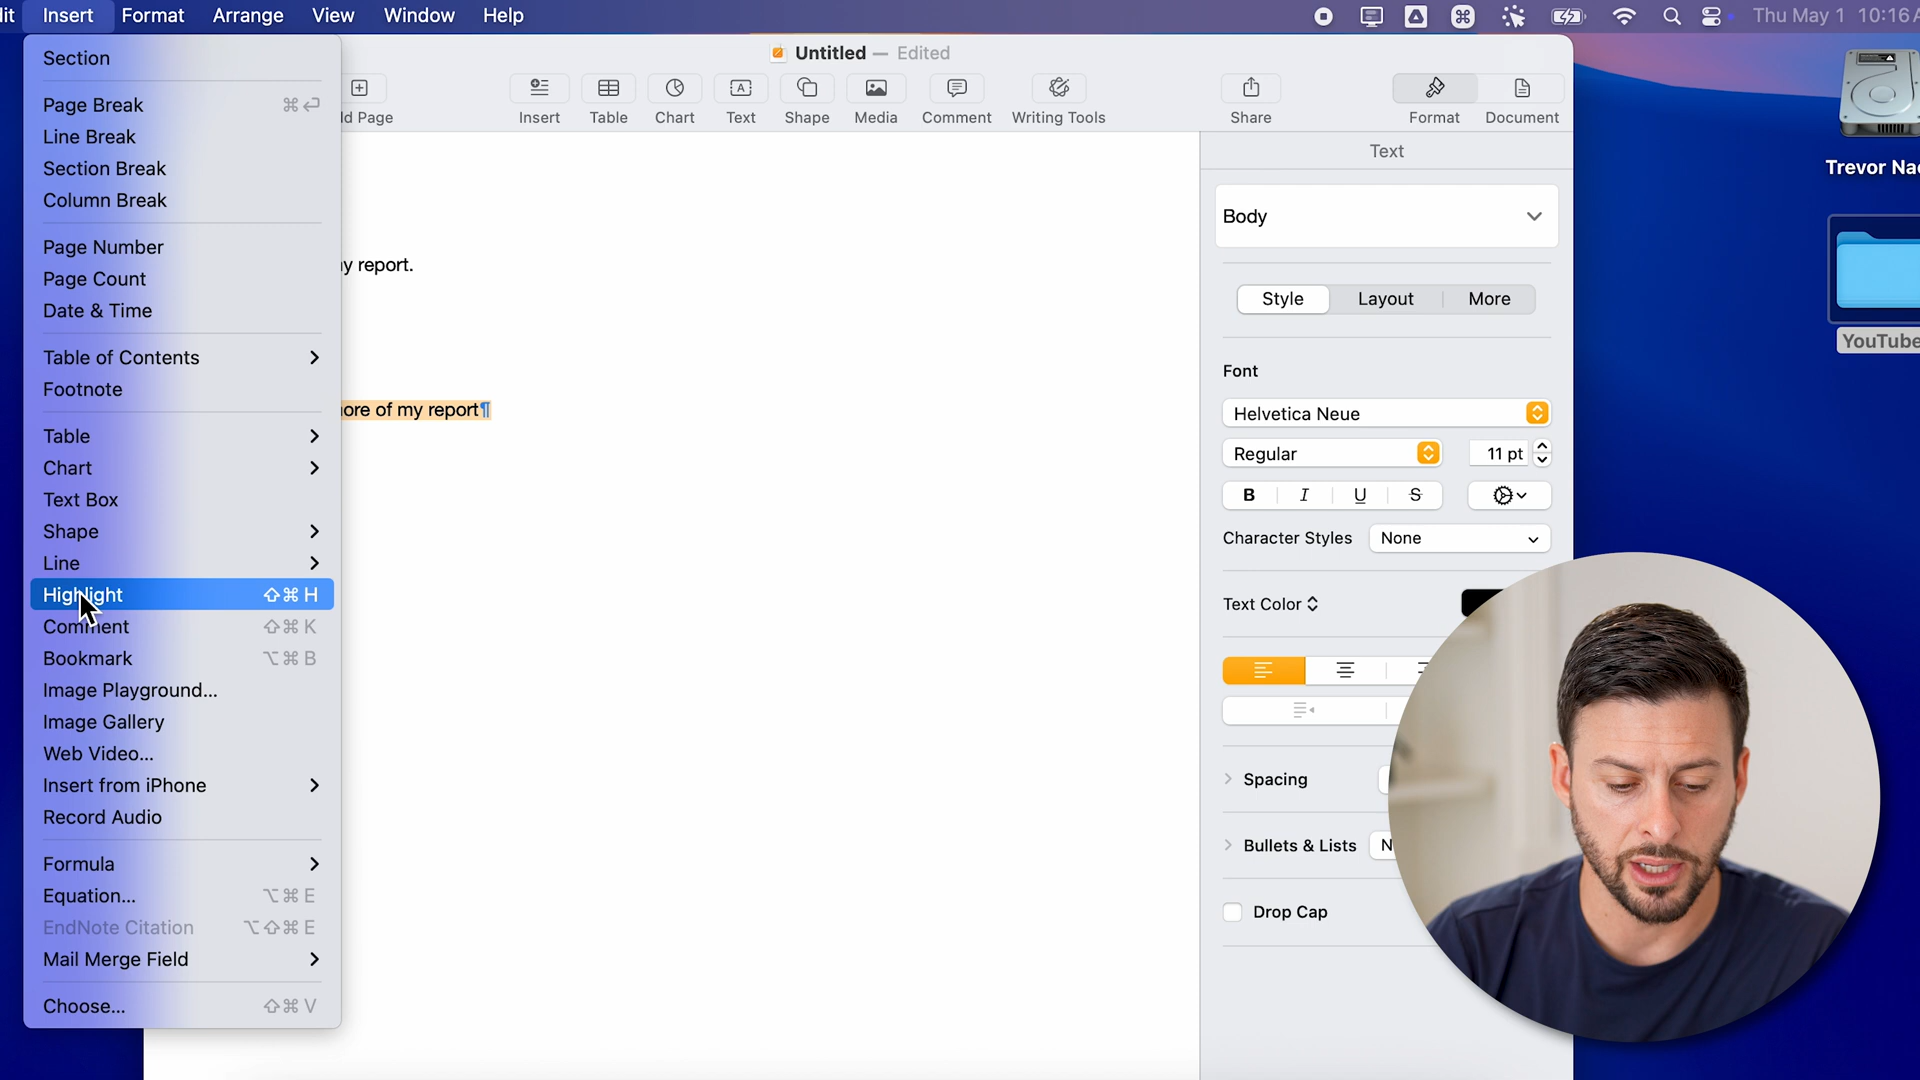 Insert Format Arrange View Window Help Thu May 1 10:16
Section
Page Break ⌘↩
Line Break
Section Break
Column Break
Page Number
Page Count
Date & Time
Table of Contents
Footnote
Table
Chart
Text Box
Shape
Line
Highlight ⇧⌘H
Comment ⇧⌘K
Bookmark ⌥⌘B
Image Playground...
Image Gallery
Web Video...
Insert from iPhone
Record Audio
Formula
Equation... ⌥⌘E
EndNote Citation ⌥⇧⌘E
Mail Merge Field
Choose... ⇧⌘V
Untitled — Edited
d Page Insert Table Chart Text Shape Media Comment Writing Tools Share Format Document
y report.
ore of my report¶
Text
Body
Style Layout More
Font
Helvetica Neue
Regular 11 pt
B I U S
Character Styles None
Text Color
Spacing
Bullets & Lists N
Drop Cap
Trevor Na
YouTube